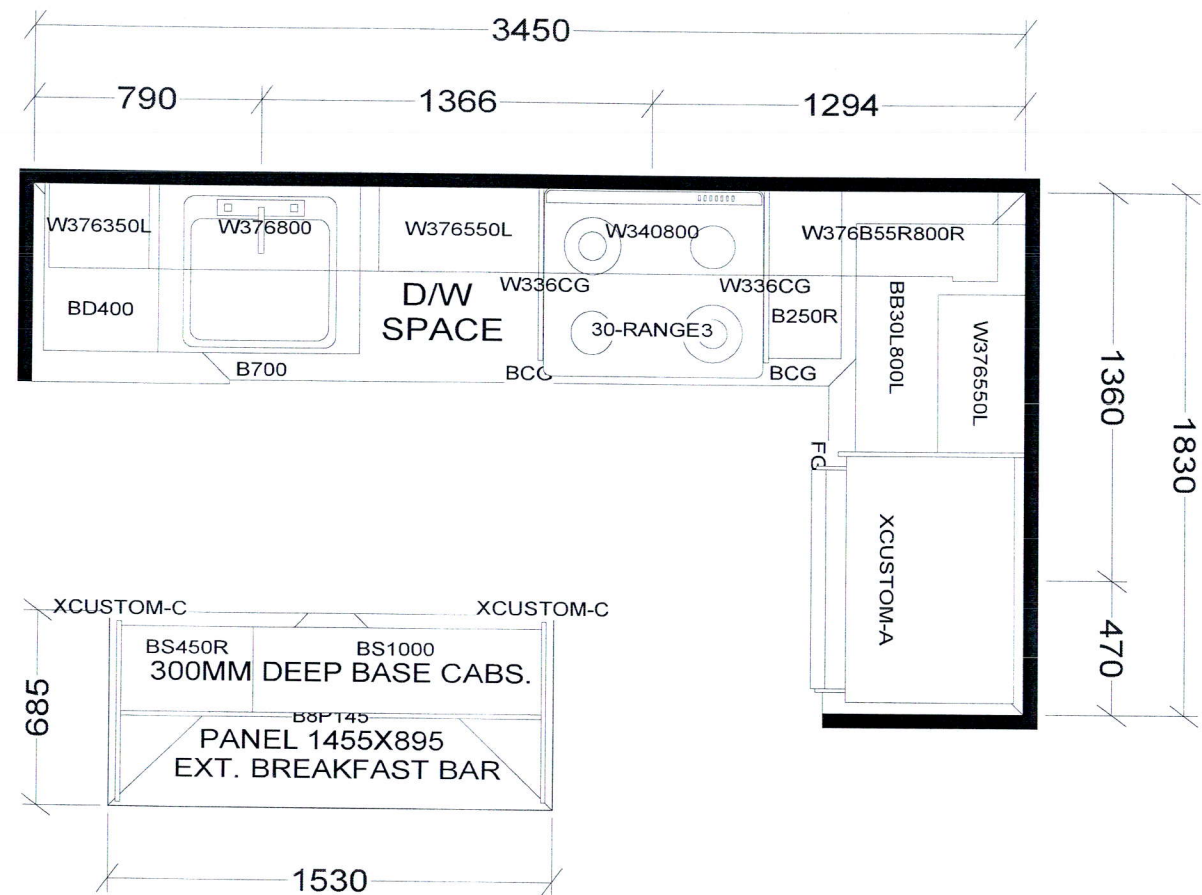 3450
790
1366
1294
W376350L
W376800
W376550L
W340800
W376B55R800R
W336CG
W336CG
BD400
D/W
SPACE
30-RANGE3
B250R
BB30L800L
W376550L
B700
BCG
BCG
FG
XCUSTOM-A
1360
1830
470
XCUSTOM-C
XCUSTOM-C
BS450R
BS1000
300MM DEEP BASE CABS.
B8P145
PANEL 1455X895
EXT. BREAKFAST BAR
685
1530